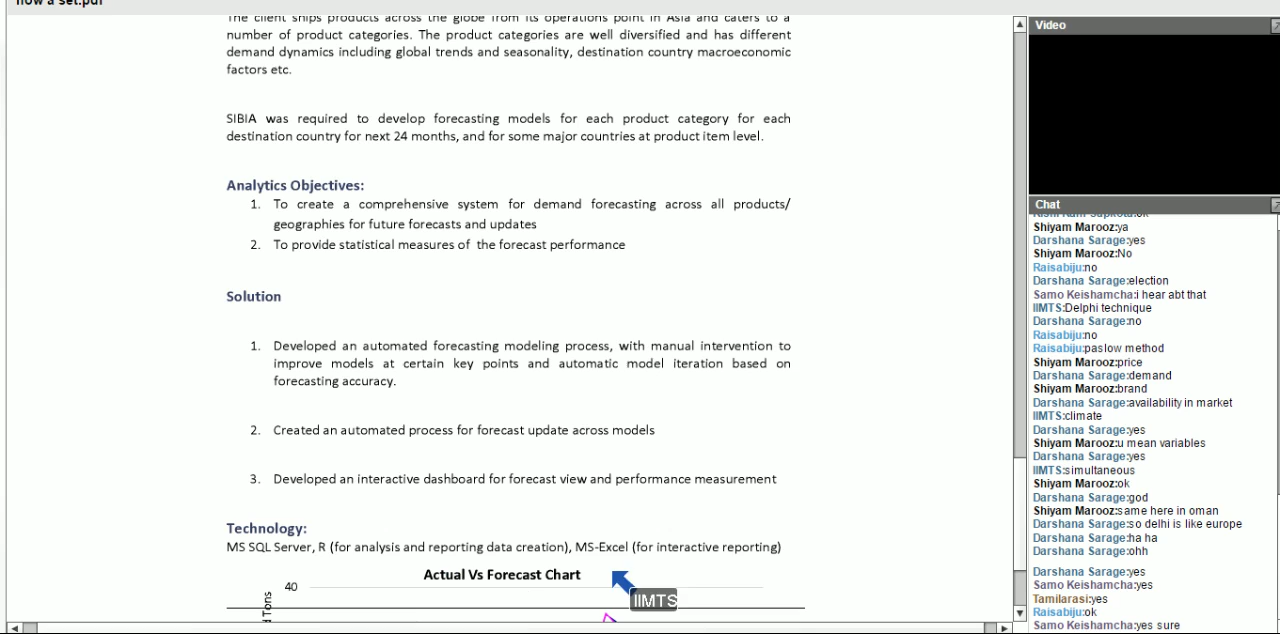 now a set.pdf
The client ships products across the globe from its operations point in Asia and caters to a
number of product categories. The product categories are well diversified and has different
demand dynamics including global trends and seasonality, destination country macroeconomic
factors etc.
SIBIA was required to develop forecasting models for each product category for each
destination country for next 24 months, and for some major countries at product item level.
Analytics Objectives:
1. To create a comprehensive system for demand forecasting across all products/
geographies for future forecasts and updates
2. To provide statistical measures of the forecast performance
Solution
1. Developed an automated forecasting modeling process, with manual intervention to
improve models at certain key points and automatic model iteration based on
forecasting accuracy.
2. Created an automated process for forecast update across models
3. Developed an interactive dashboard for forecast view and performance measurement
Technology:
MS SQL Server, R (for analysis and reporting data creation), MS-Excel (for interactive reporting)
Actual Vs Forecast Chart
40
Tons
IIMTS
Video
Chat
Shiyam Marooz:ya
Darshana Sarage:yes
Shiyam Marooz:No
Raisabiju:no
Darshana Sarage:election
Samo Keishamcha:i hear abt that
IIMTS:Delphi technique
Darshana Sarage:no
Raisabiju:no
Raisabiju:paslow method
Shiyam Marooz:price
Darshana Sarage:demand
Shiyam Marooz:brand
Darshana Sarage:availability in market
IIMTS:climate
Darshana Sarage:yes
Shiyam Marooz:u mean variables
Darshana Sarage:yes
IIMTS:simultaneous
Shiyam Marooz:ok
Darshana Sarage:god
Shiyam Marooz:same here in oman
Darshana Sarage:so delhi is like europe
Darshana Sarage:ha ha
Darshana Sarage:ohh
Darshana Sarage:yes
Samo Keishamcha:yes
Tamilarasi:yes
Raisabiju:ok
Samo Keishamcha:yes sure